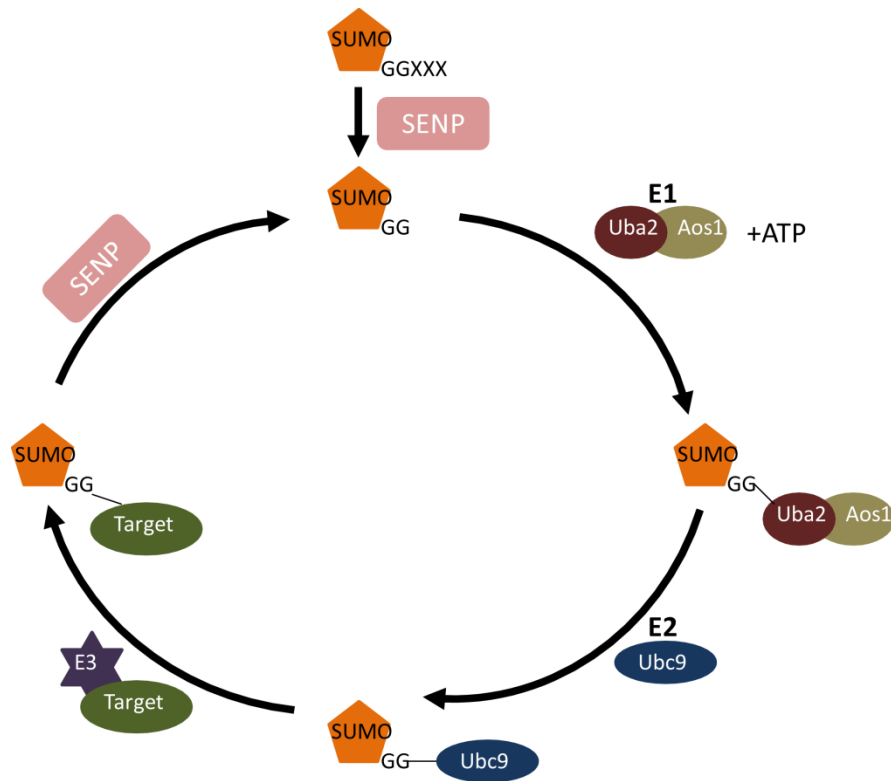 SUMO
GGXXX
SENP
SUMO
GG
E1
Uba2 Aos1 +ATP
SENP
SUMO
GG
Uba2 Aos1
E2
Ubc9
SUMO
GG
Ubc9
E3
Target
SUMO
GG
Target